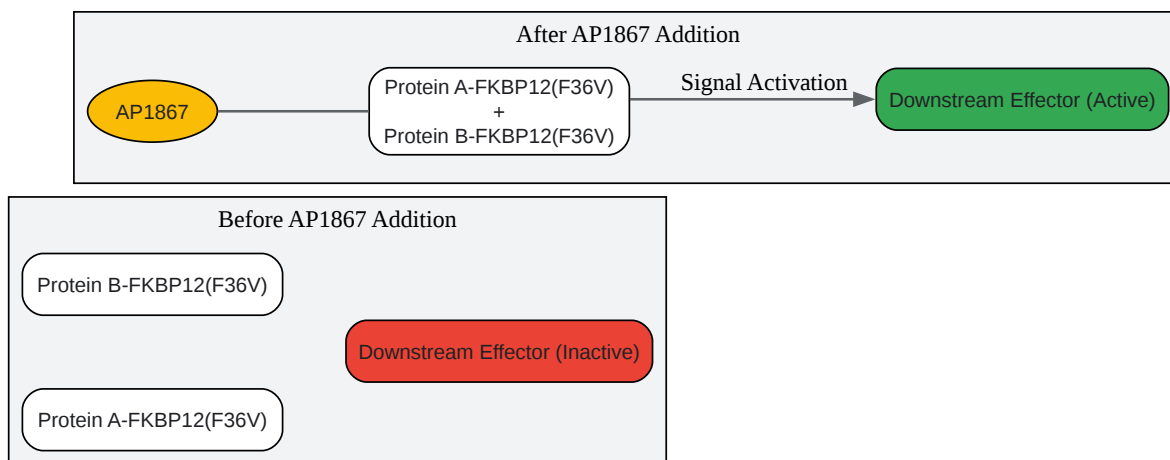 After AP1867 Addition
AP1867
Protein A-FKBP12(F36V)
+
Protein B-FKBP12(F36V)
Signal Activation
Downstream Effector (Active)
Before AP1867 Addition
Protein B-FKBP12(F36V)
Downstream Effector (Inactive)
Protein A-FKBP12(F36V)